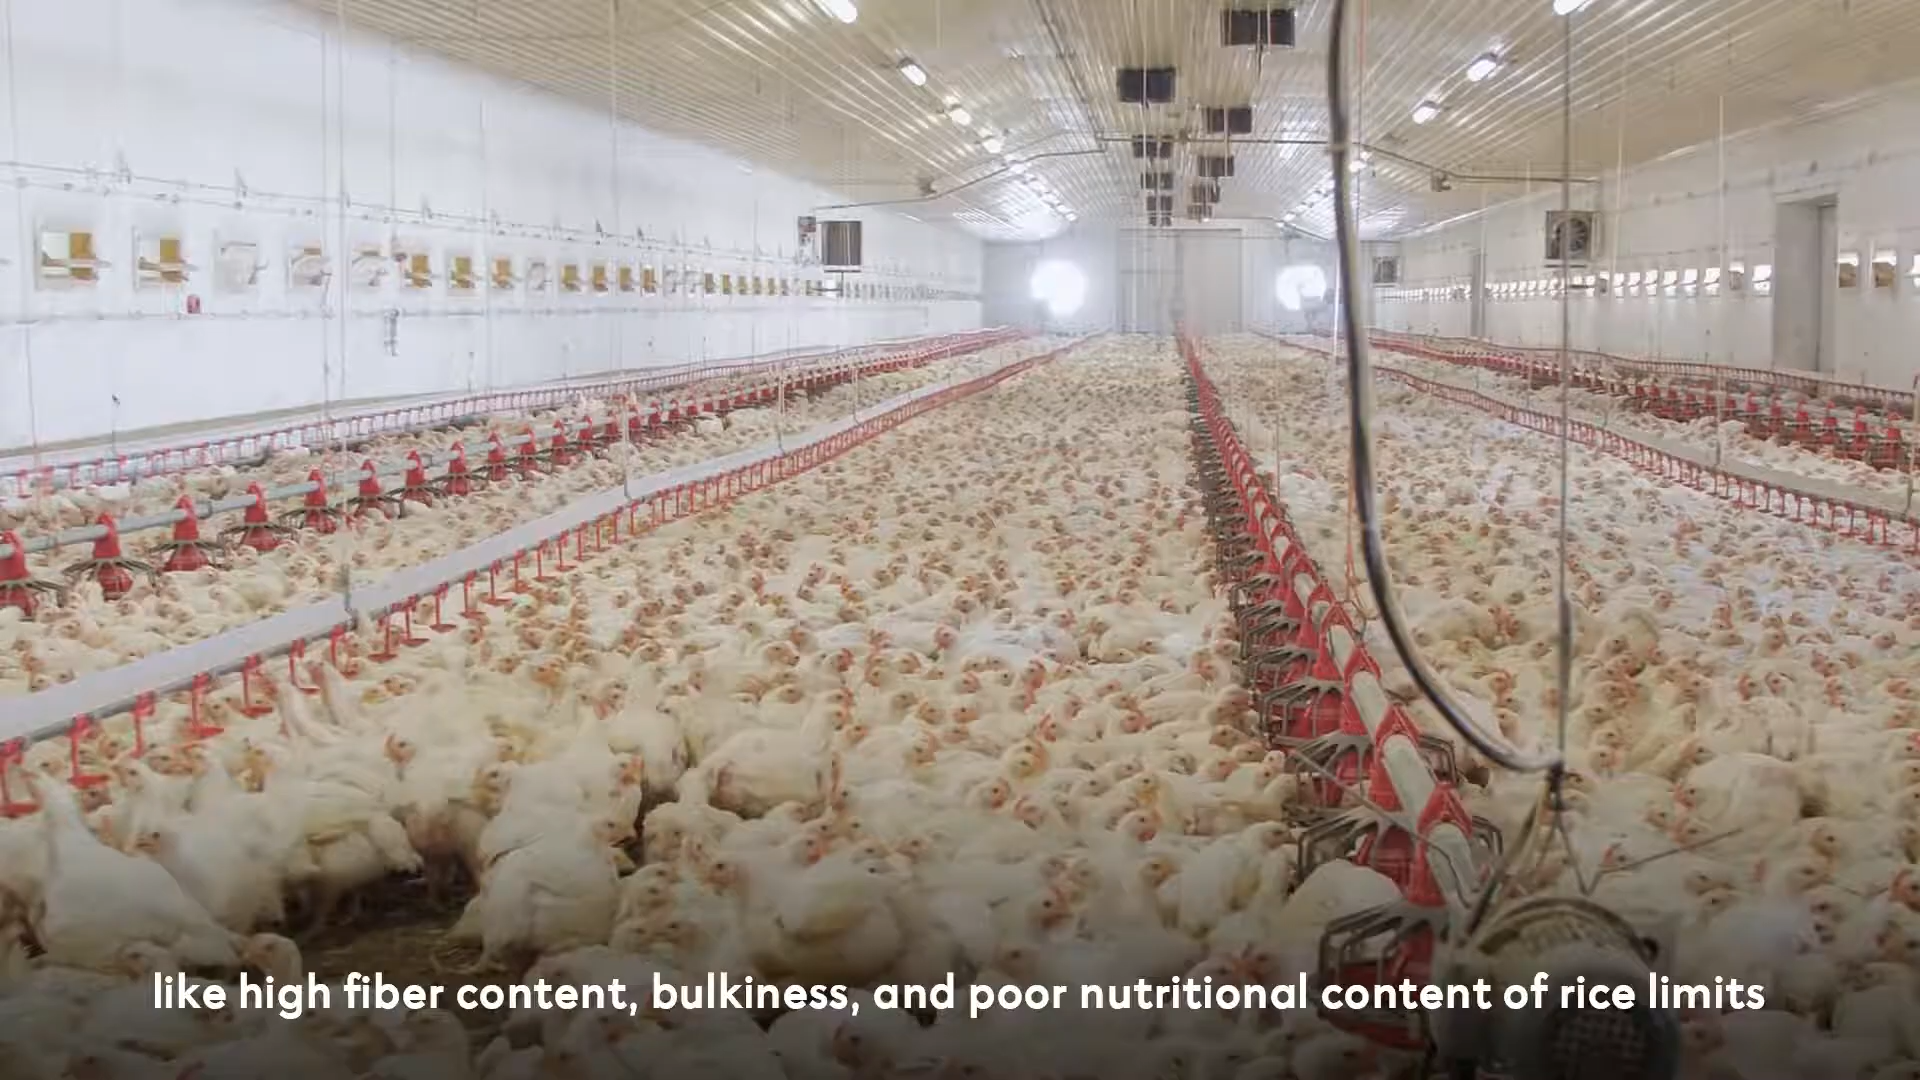 like high fiber content, bulkiness, and poor nutritional content of rice limits